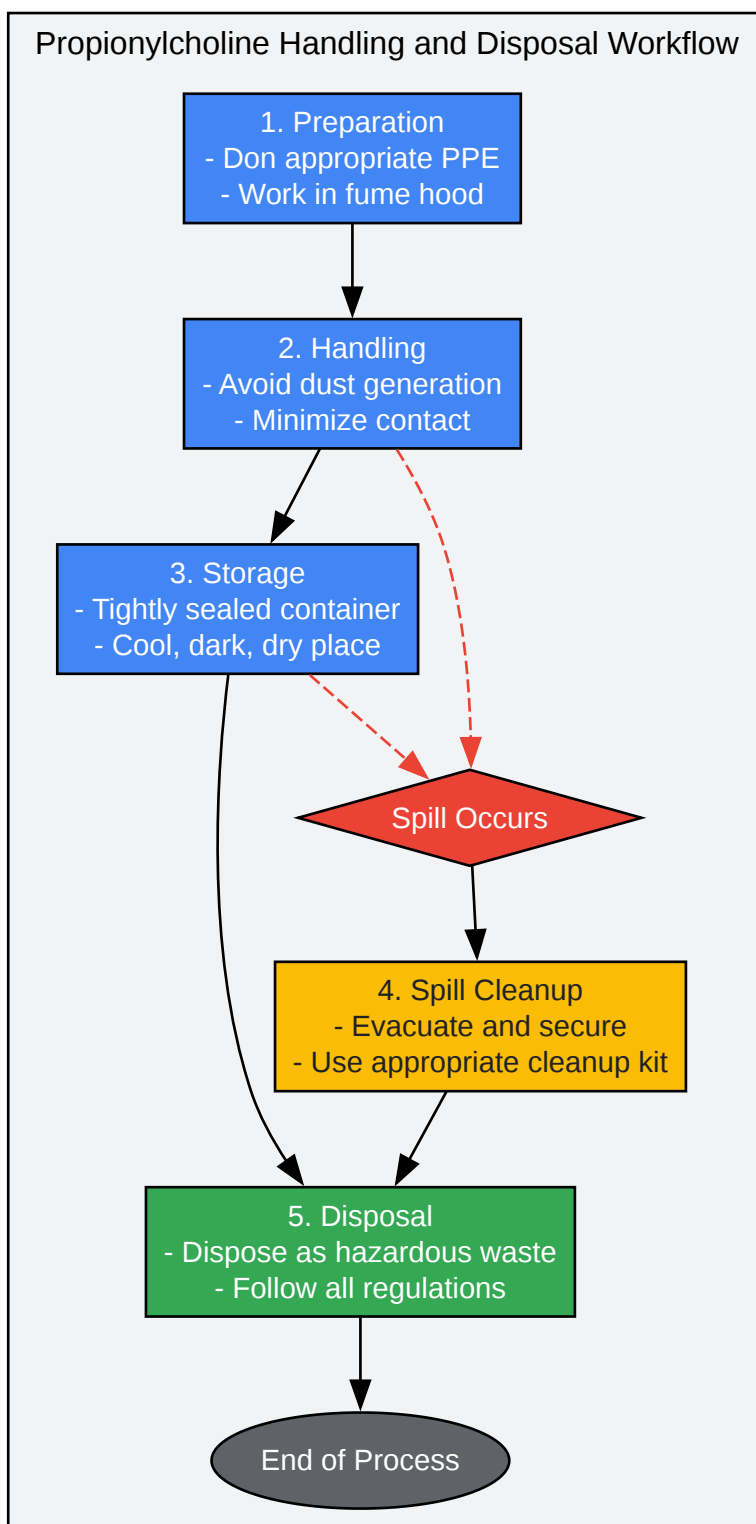 Propionylcholine Handling and Disposal Workflow
1. Preparation
- Don appropriate PPE
- Work in fume hood
2. Handling
- Avoid dust generation
- Minimize contact
3. Storage
- Tightly sealed container
- Cool, dark, dry place
Spill Occurs
4. Spill Cleanup
- Evacuate and secure
- Use appropriate cleanup kit
5. Disposal
- Dispose as hazardous waste
- Follow all regulations
End of Process